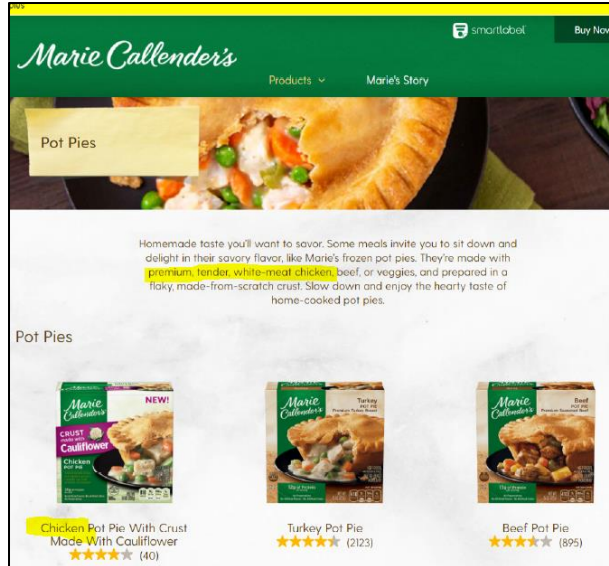 smartlabel
Buy Now
Marie Callender's
Products
Marie's Story
Pot Pies
Homemade taste you'll want to savor. Some meals invite you to sit down and
delight in their savory flavor, like Marie's frozen pot pies. They're made with
premium, tender, white-meat chicken, beef, or veggies, and prepared in a
flaky, made-from-scratch crust. Slow down and enjoy the hearty taste of
home-cooked pot pies.
Pot Pies
Marie
Callender's
NEW!
CRUST
made with
Cauliflower
Chicken
POT PIE
Marie
Callender's
Turkey
POT PIE
Marie
Callender's
Beef
POT PIE
Chicken Pot Pie With Crust
Made With Cauliflower
(40)
Turkey Pot Pie
(2123)
Beef Pot Pie
(895)